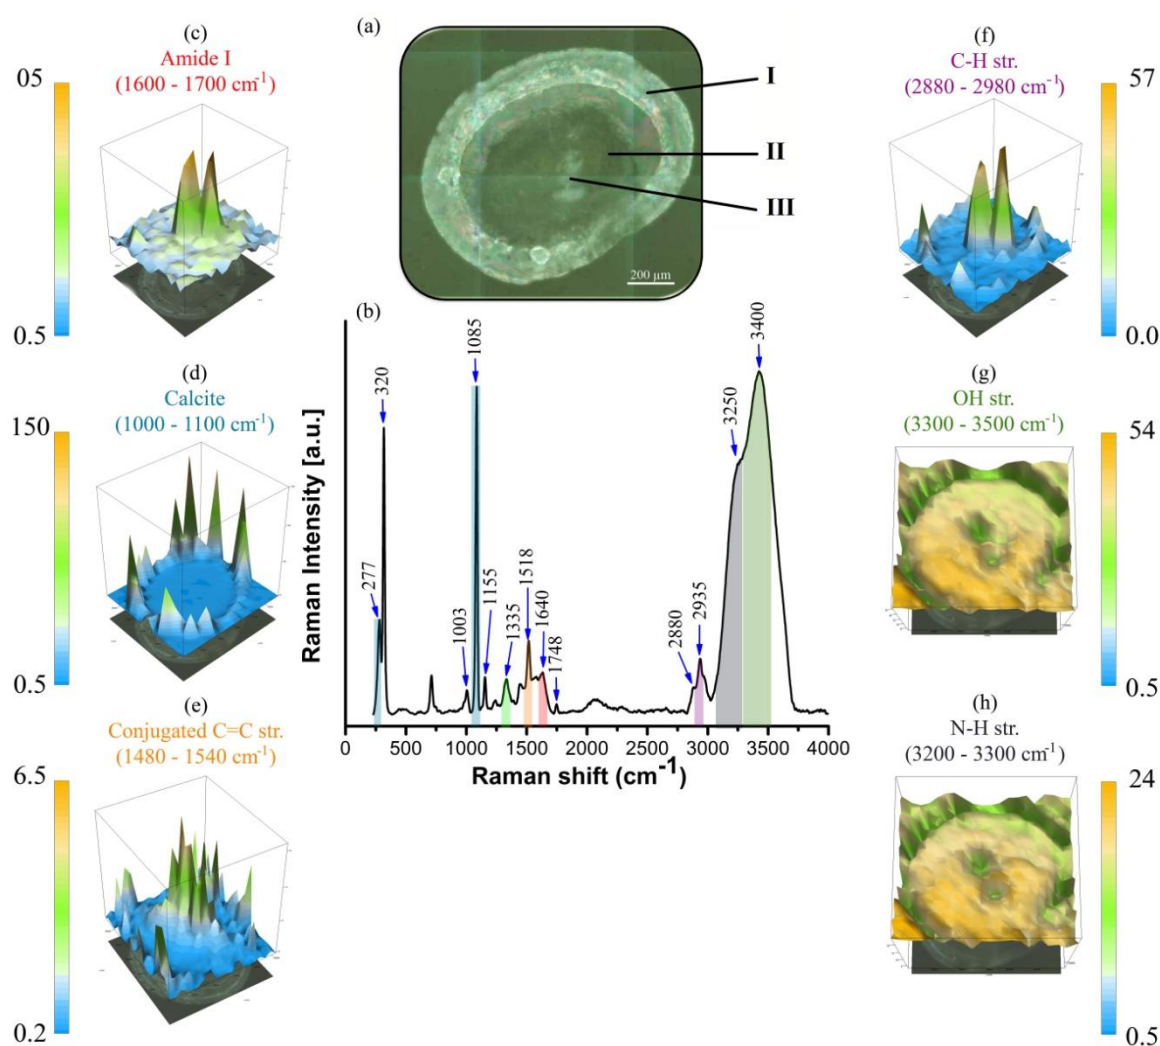 (c)
Amide I
(1600 - 1700 cm⁻¹)
05
0.5
(d)
Calcite
(1000 - 1100 cm⁻¹)
150
0.5
(e)
Conjugated C=C str.
(1480 - 1540 cm⁻¹)
6.5
0.2
(a)
I
II
III
200 µm
(b)
Raman Intensity [a.u.]
277
320
1003
1085
1155
1335
1518
1640
1748
2880
2935
3250
3400
0 500 1000 1500 2000 2500 3000 3500 4000
Raman shift (cm⁻¹)
(f)
C-H str.
(2880 - 2980 cm⁻¹)
57
0.0
(g)
OH str.
(3300 - 3500 cm⁻¹)
54
0.5
(h)
N-H str.
(3200 - 3300 cm⁻¹)
24
0.5